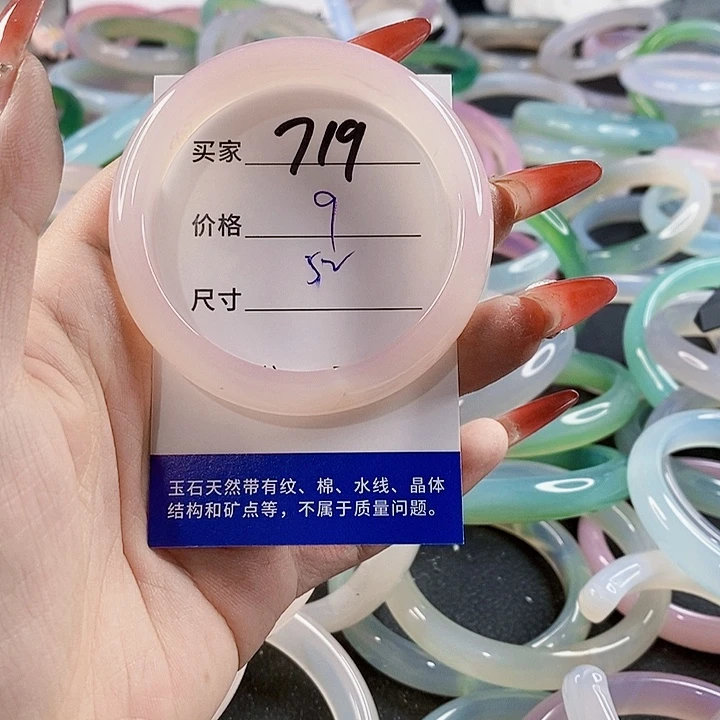 买家 719
价格 9
52
尺寸
玉石天然带有纹、棉、水线、晶体
结构和矿点等，不属于质量问题。